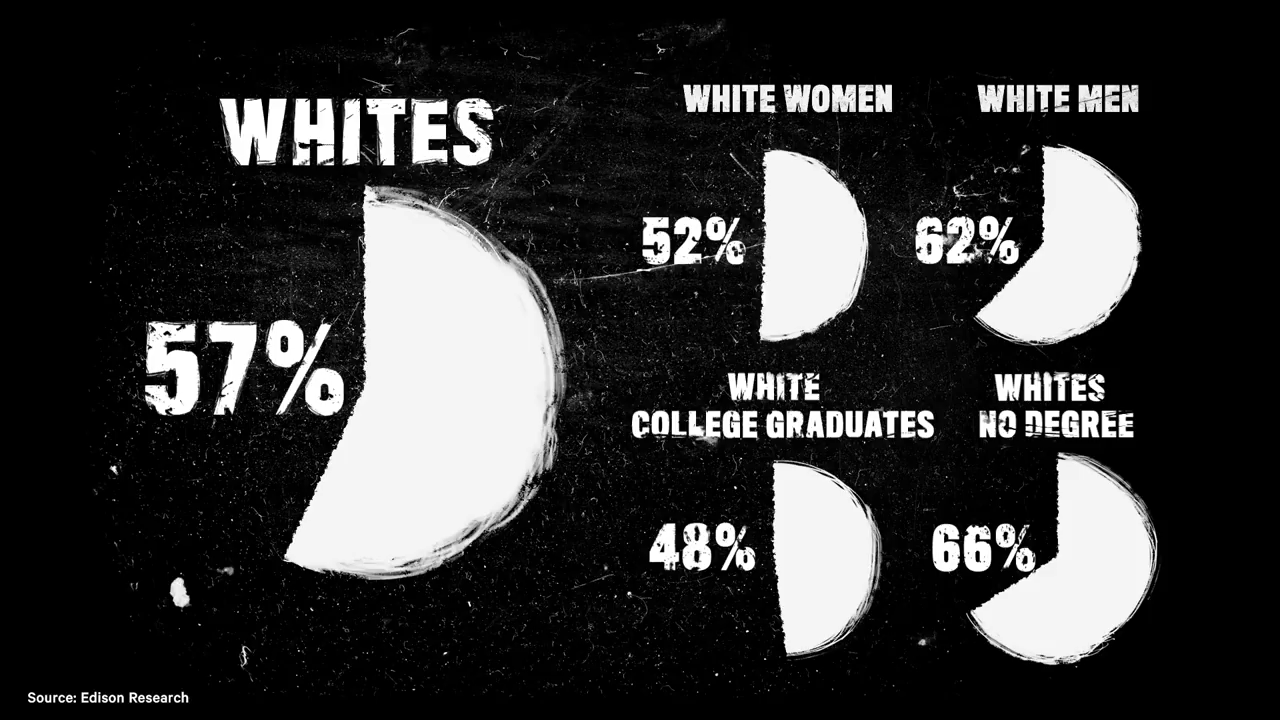 WHITES
57%
WHITE WOMEN
52%
WHITE MEN
62%
WHITE
COLLEGE GRADUATES
48%
WHITES
NO DEGREE
66%
Source: Edison Research